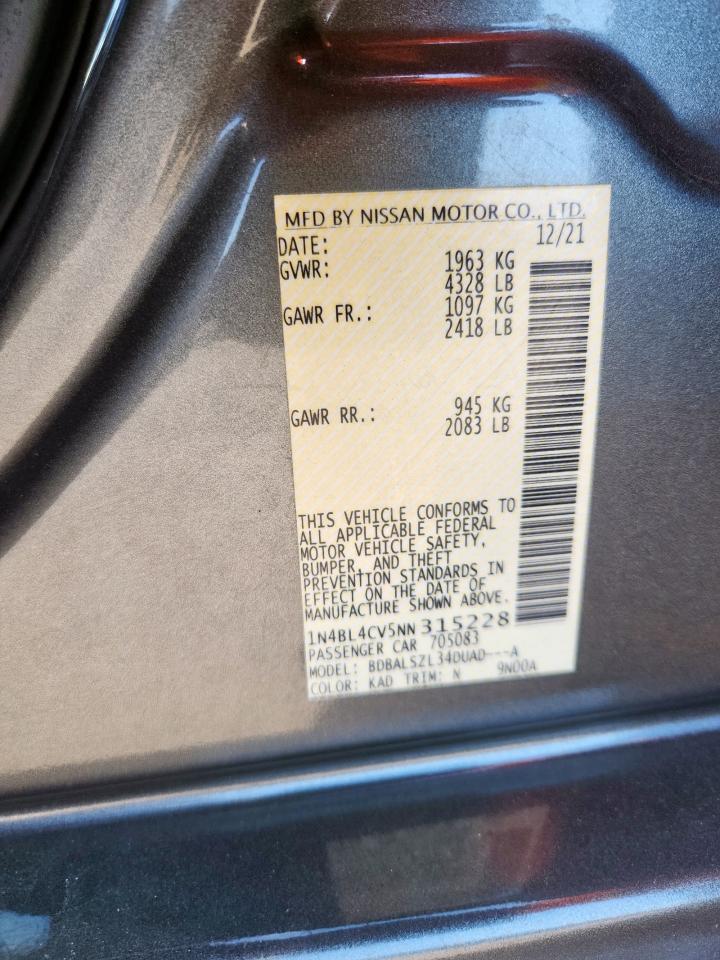 MFD BY NISSAN MOTOR CO., LTD.
DATE: 12/21
GVWR: 1963 KG
4328 LB
GAWR FR.: 1097 KG
2418 LB
GAWR RR.: 945 KG
2083 LB
THIS VEHICLE CONFORMS TO
ALL APPLICABLE FEDERAL
MOTOR VEHICLE SAFETY,
BUMPER, AND THEFT
PREVENTION STANDARDS IN
EFFECT ON THE DATE OF
MANUFACTURE SHOWN ABOVE.
1N4BL4CV5NN315228
PASSENGER CAR 705083
MODEL: BDBALSZL34DUAD---A
COLOR: KAD TRIM: N 9N00A